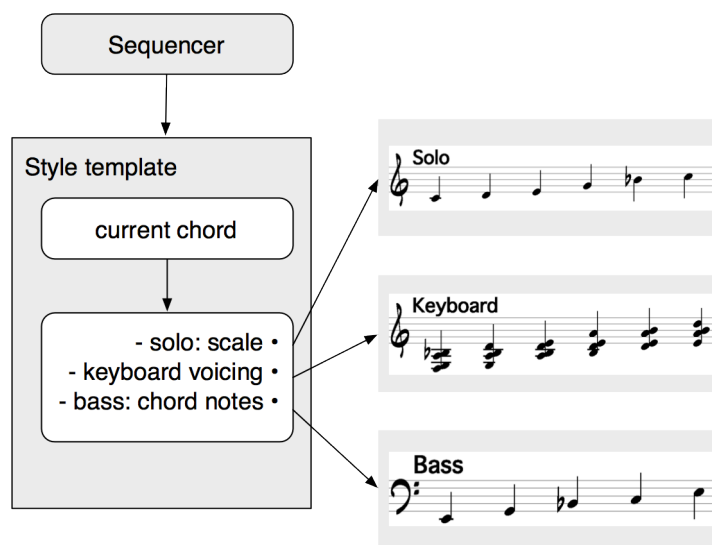 Sequencer
Style template
current chord
- solo: scale •
- keyboard voicing •
- bass: chord notes •
Solo
Keyboard
Bass